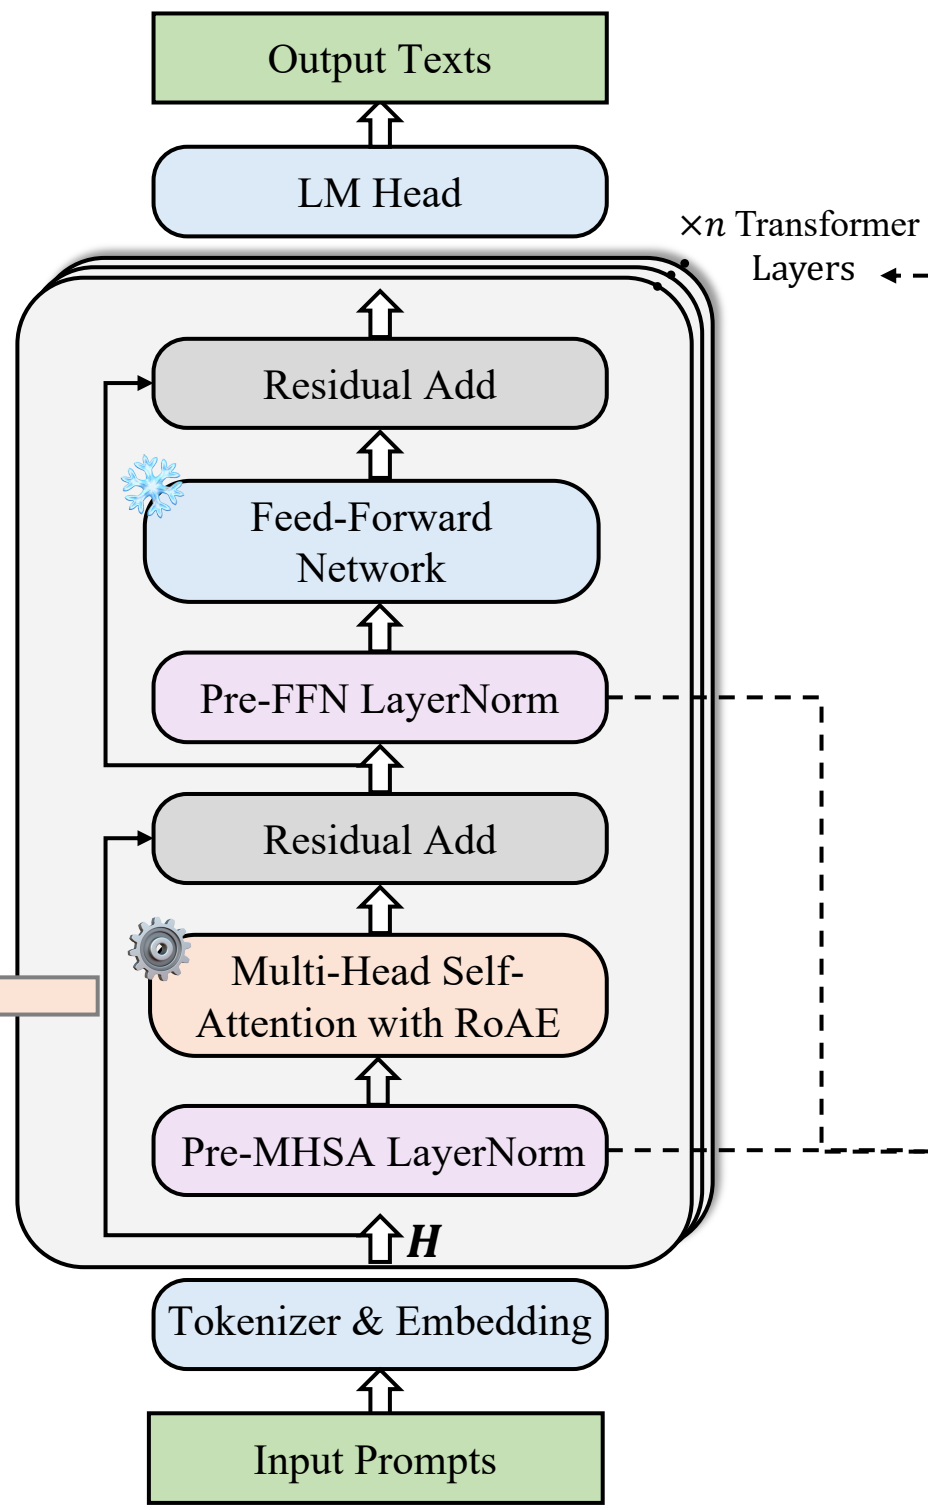 Output Texts
LM Head
×n Transformer
Layers
Residual Add
Feed-Forward
Network
Pre-FFN LayerNorm
Residual Add
Multi-Head Self-
Attention with RoAE
Pre-MHSA LayerNorm
H
Tokenizer & Embedding
Input Prompts